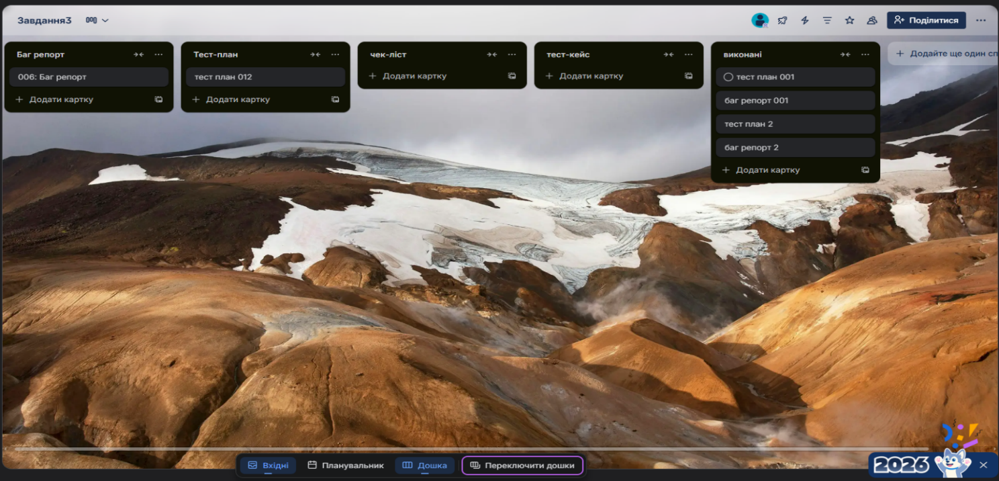 Завдання3
Поділитися
Баг репорт
006: Баг репорт
Додати картку
Тест-план
тест план 012
Додати картку
чек-ліст
Додати картку
тест-кейс
Додати картку
виконані
тест план 001
баг репорт 001
тест план 2
баг репорт 2
Додати картку
Додайте ще один сп
Вхідні
Планувальник
Дошка
Переключити дошки
2026